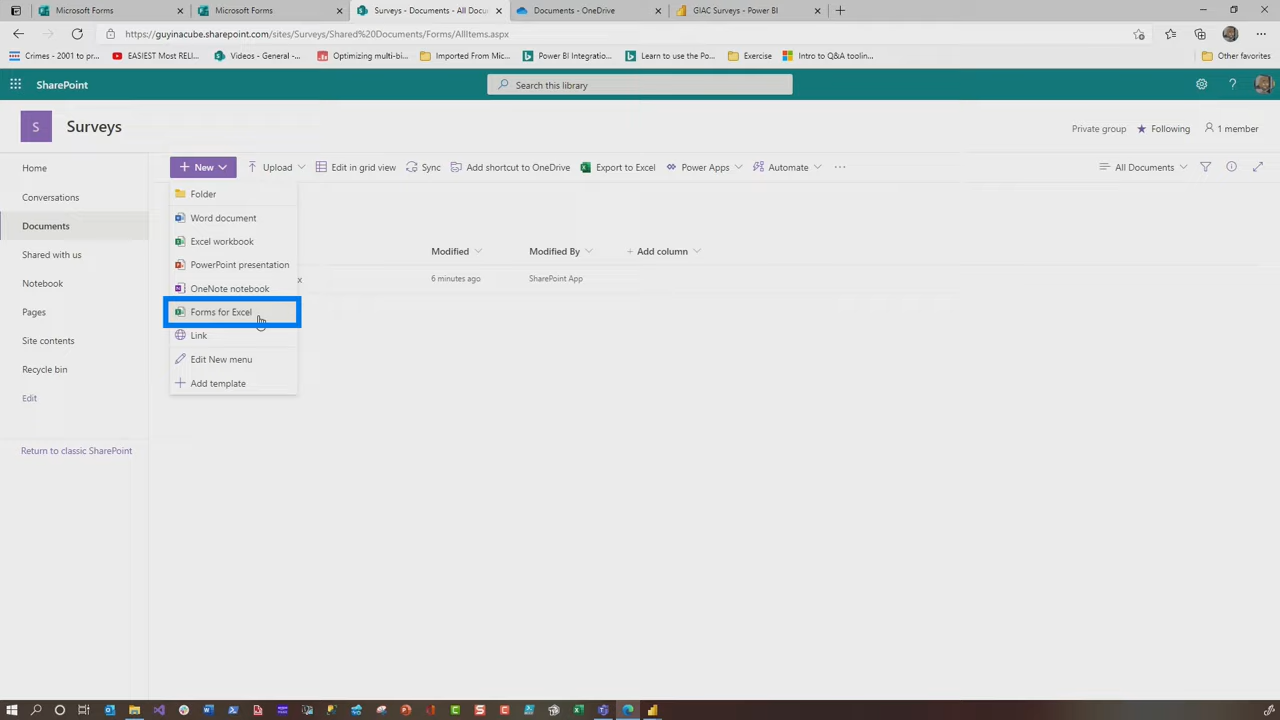 Microsoft Forms
Microsoft Forms
Surveys - Documents - All Docu
Documents - OneDrive
GIAC Surveys - Power BI
https://guyinacube.sharepoint.com/sites/Surveys/Shared%20Documents/Forms/AllItems.aspx
Crimes - 2001 to pr...
EASIEST Most RELI...
Videos - General -...
Optimizing multi-bi...
Imported From Mic...
Power BI Integratio...
Learn to use the Po...
Exercise
Intro to Q&A toolin...
Other favorites
SharePoint
Search this library
S
Surveys
Private group
Following
1 member
Home
Conversations
Documents
Shared with us
Notebook
Pages
Site contents
Recycle bin
Edit
Return to classic SharePoint
New
Upload
Edit in grid view
Sync
Add shortcut to OneDrive
Export to Excel
Power Apps
Automate
All Documents
Folder
Word document
Excel workbook
PowerPoint presentation
OneNote notebook
Forms for Excel
Link
Edit New menu
Add template
Modified
Modified By
Add column
x
6 minutes ago
SharePoint App